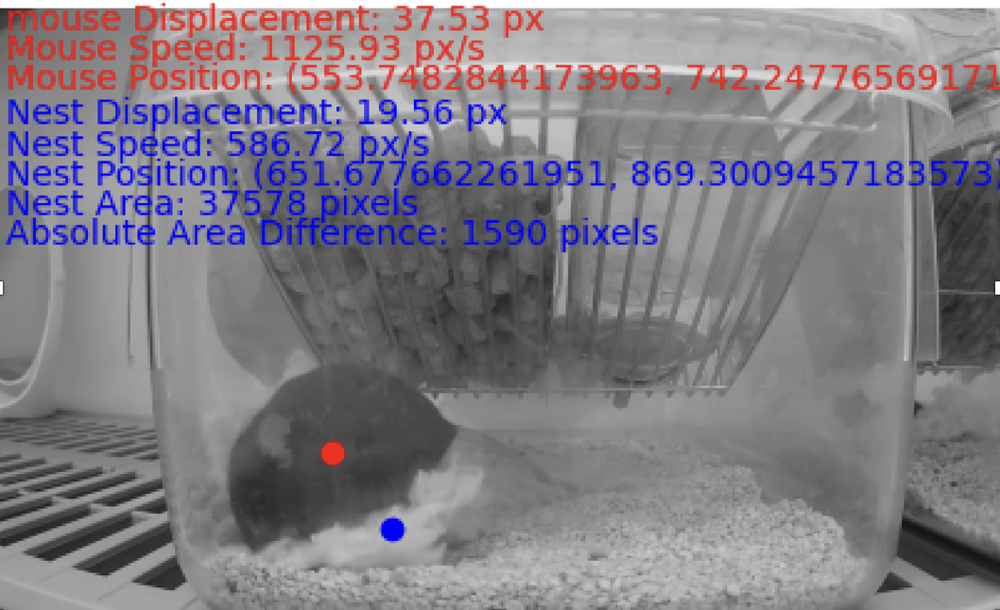 mouse Displacement: 37.53 px
Mouse Speed: 1125.93 px/s
Mouse Position: (553.7482844173963, 742.24776569171
Nest Displacement: 19.56 px
Nest Speed: 586.72 px/s
Nest Position: (651.677662261951, 869.3009457183573)
Nest Area: 37578 pixels
Absolute Area Difference: 1590 pixels